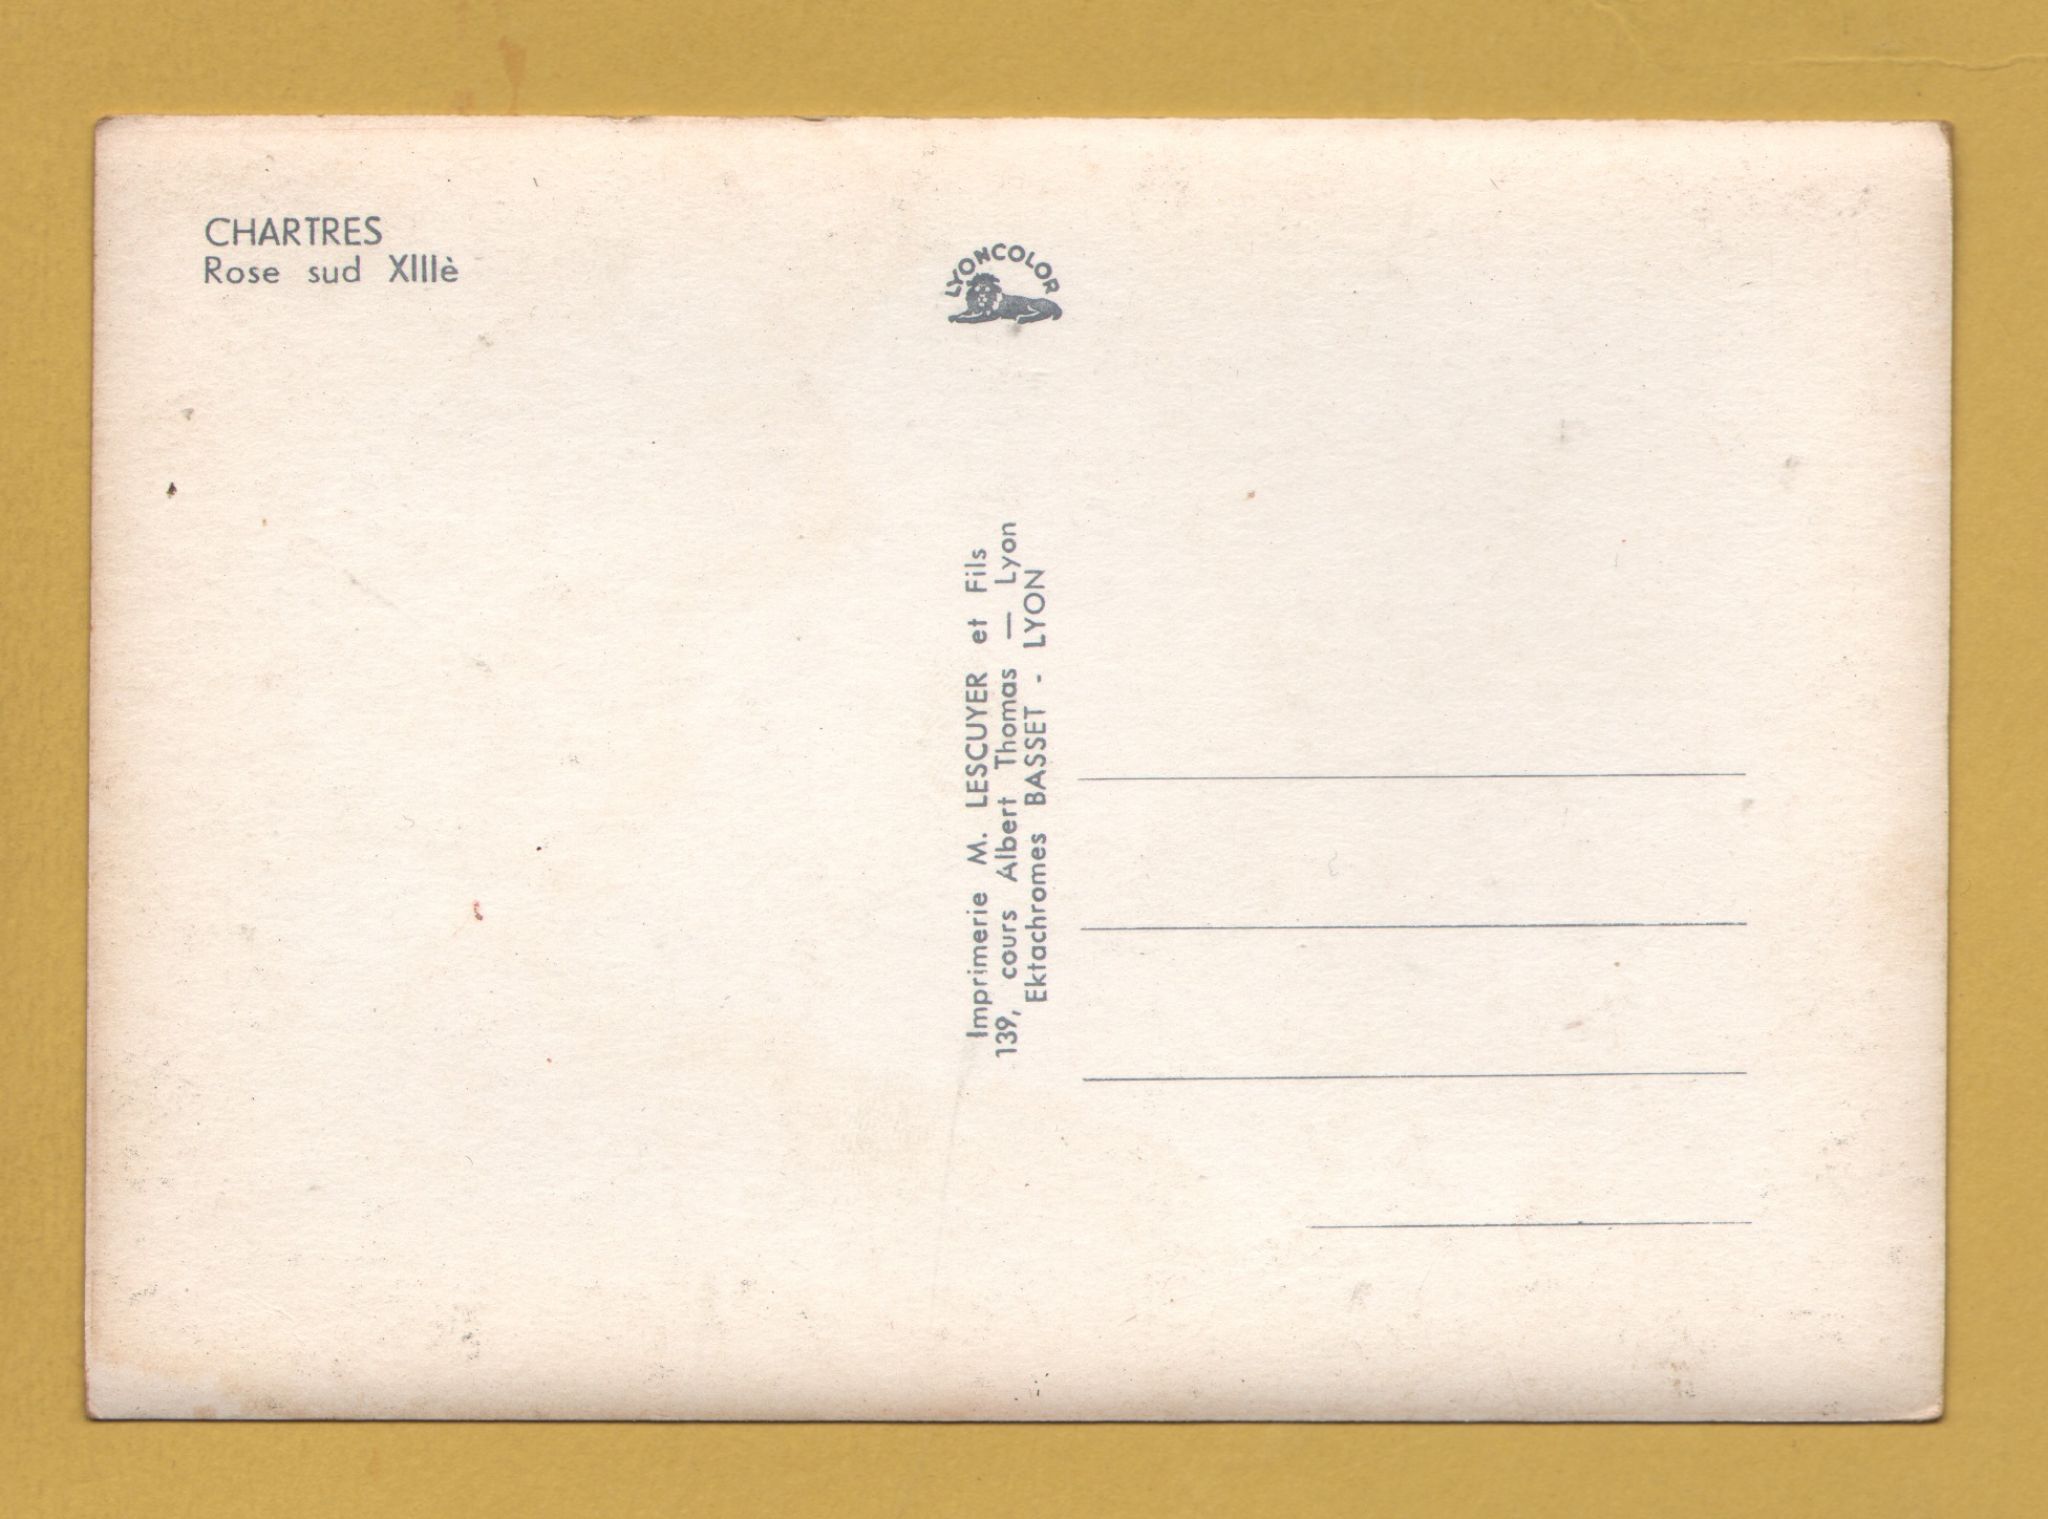 CHARTRES
Rose sud XIIIè
LYONCOLOR
Imprimerie M. LESCUYER et Fils
139, cours Albert Thomas — Lyon
Ektachromes BASSET - LYON